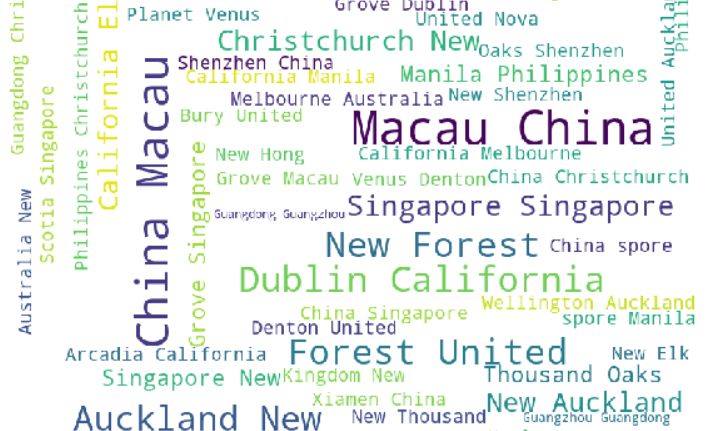 Grove Dublin
Planet Venus
United Nova
Christchurch New
Oaks Shenzhen
Shenzhen China
California Manila
Manila Philippines
Melbourne Australia
New Shenzhen
Bury United
Macau China
New Hong
California Melbourne
Grove Macau
Venus Denton
China Christchurch
Guangdong Guangzhou
Singapore Singapore
New Forest
China spore
Dublin California
Wellington Auckland
China Singapore
spore Manila
Denton United
Arcadia California
Forest United
New Elk
Singapore New
Kingdom New
Thousand Oaks
Xiamen China
New Auckland
Auckland New
New Thousand
Guangzhou Guangdong
Guangdong Chri
Australia New
Scotia Singapore
Philippines Christchurch
California El
China Macau
Grove Singapore
United Auckla
Phili